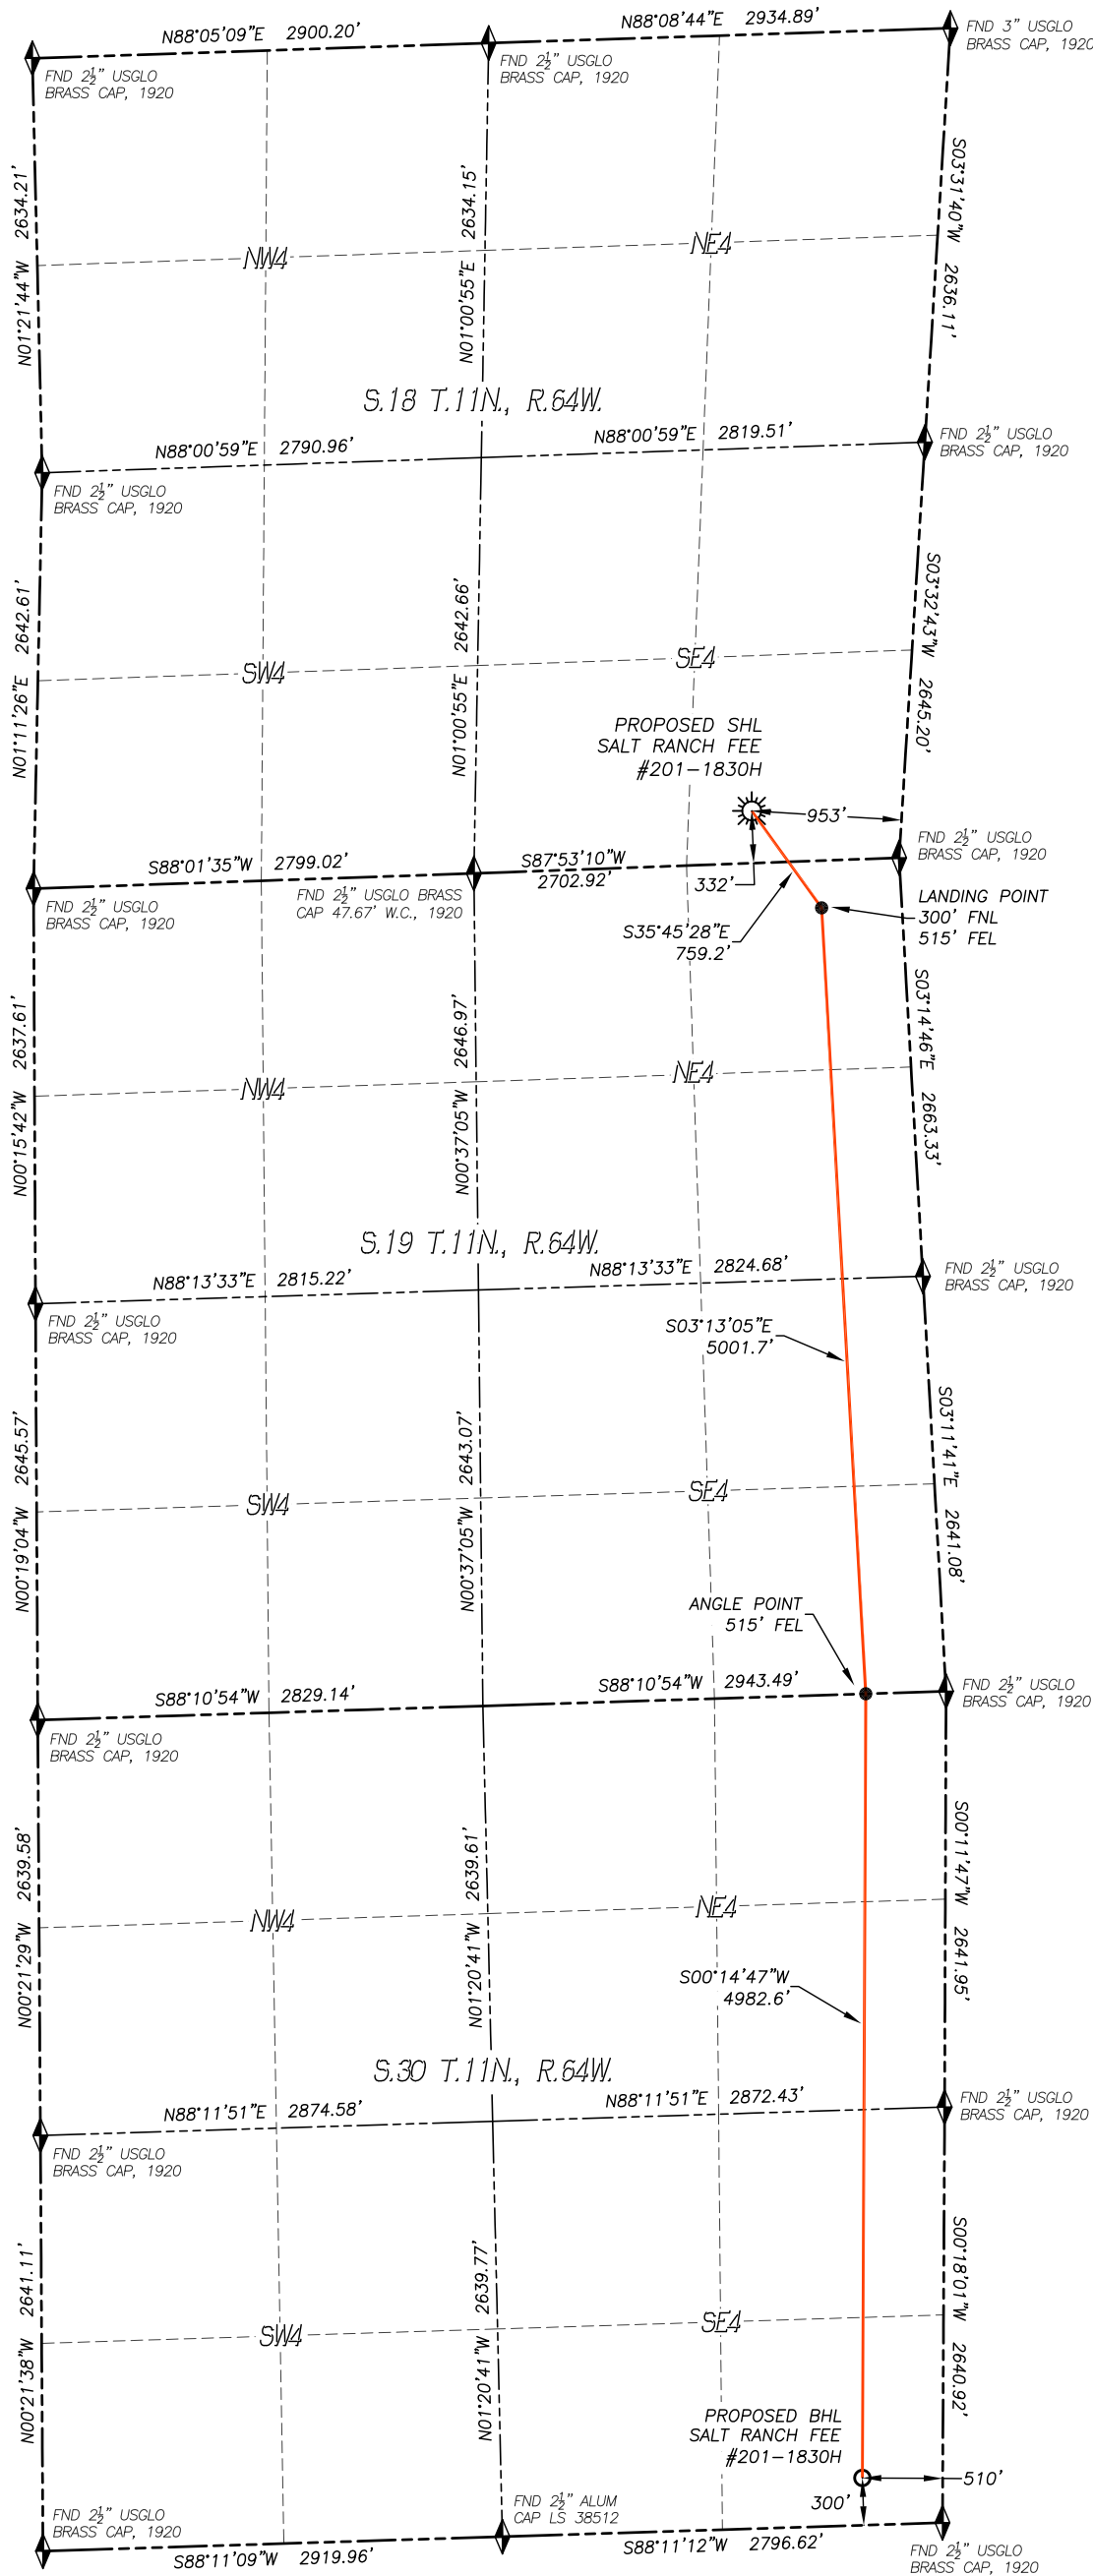 N88°05'09"E 2900.20'
N88°08'44"E 2934.89'
FND 3" USGLO
BRASS CAP, 1920
FND 2½" USGLO
BRASS CAP, 1920
FND 2½" USGLO
BRASS CAP, 1920
N01°21'44"W 2634.21'
N01°00'55"E 2634.15'
S03°31'40"W 2636.11'
NW4
NE4
S.18 T.11N., R.64W.
N88°00'59"E 2790.96'
N88°00'59"E 2819.51'
FND 2½" USGLO
BRASS CAP, 1920
FND 2½" USGLO
BRASS CAP, 1920
N01°11'26"E 2642.61'
N01°00'55"E 2642.66'
S03°32'43"W 2645.20'
SW4
SE4
PROPOSED SHL
SALT RANCH FEE
#201-1830H
953'
332'
S88°01'35"W 2799.02'
S87°53'10"W
2702.92'
FND 2½" USGLO
BRASS CAP, 1920
FND 2½" USGLO
BRASS CAP, 1920
FND 2½" USGLO BRASS
CAP 47.67' W.C., 1920
LANDING POINT
300' FNL
515' FEL
S35°45'28"E
759.2'
N00°15'42"W 2637.61'
N00°37'05"W 2646.97'
S03°14'46"E 2663.33'
NW4
NE4
S.19 T.11N., R.64W.
N88°13'33"E 2815.22'
N88°13'33"E 2824.68'
FND 2½" USGLO
BRASS CAP, 1920
FND 2½" USGLO
BRASS CAP, 1920
S03°13'05"E
5001.7'
N00°19'04"W 2645.57'
N00°37'05"W 2643.07'
S03°11'41"E 2641.08'
SW4
SE4
ANGLE POINT
515' FEL
S88°10'54"W 2829.14'
S88°10'54"W 2943.49'
FND 2½" USGLO
BRASS CAP, 1920
FND 2½" USGLO
BRASS CAP, 1920
N00°21'29"W 2639.58'
N01°20'41"W 2639.61'
S00°11'47"W 2641.95'
NW4
NE4
S00°14'47"W
4982.6'
S.30 T.11N., R.64W.
N88°11'51"E 2874.58'
N88°11'51"E 2872.43'
FND 2½" USGLO
BRASS CAP, 1920
FND 2½" USGLO
BRASS CAP, 1920
N00°21'38"W 2641.11'
N01°20'41"W 2639.77'
S00°18'01"W 2640.92'
SW4
SE4
PROPOSED BHL
SALT RANCH FEE
#201-1830H
510'
300'
FND 2½" USGLO
BRASS CAP, 1920
FND 2½" ALUM
CAP LS 38512
S88°11'09"W 2919.96'
S88°11'12"W 2796.62'
FND 2½" USGLO
BRASS CAP, 1920